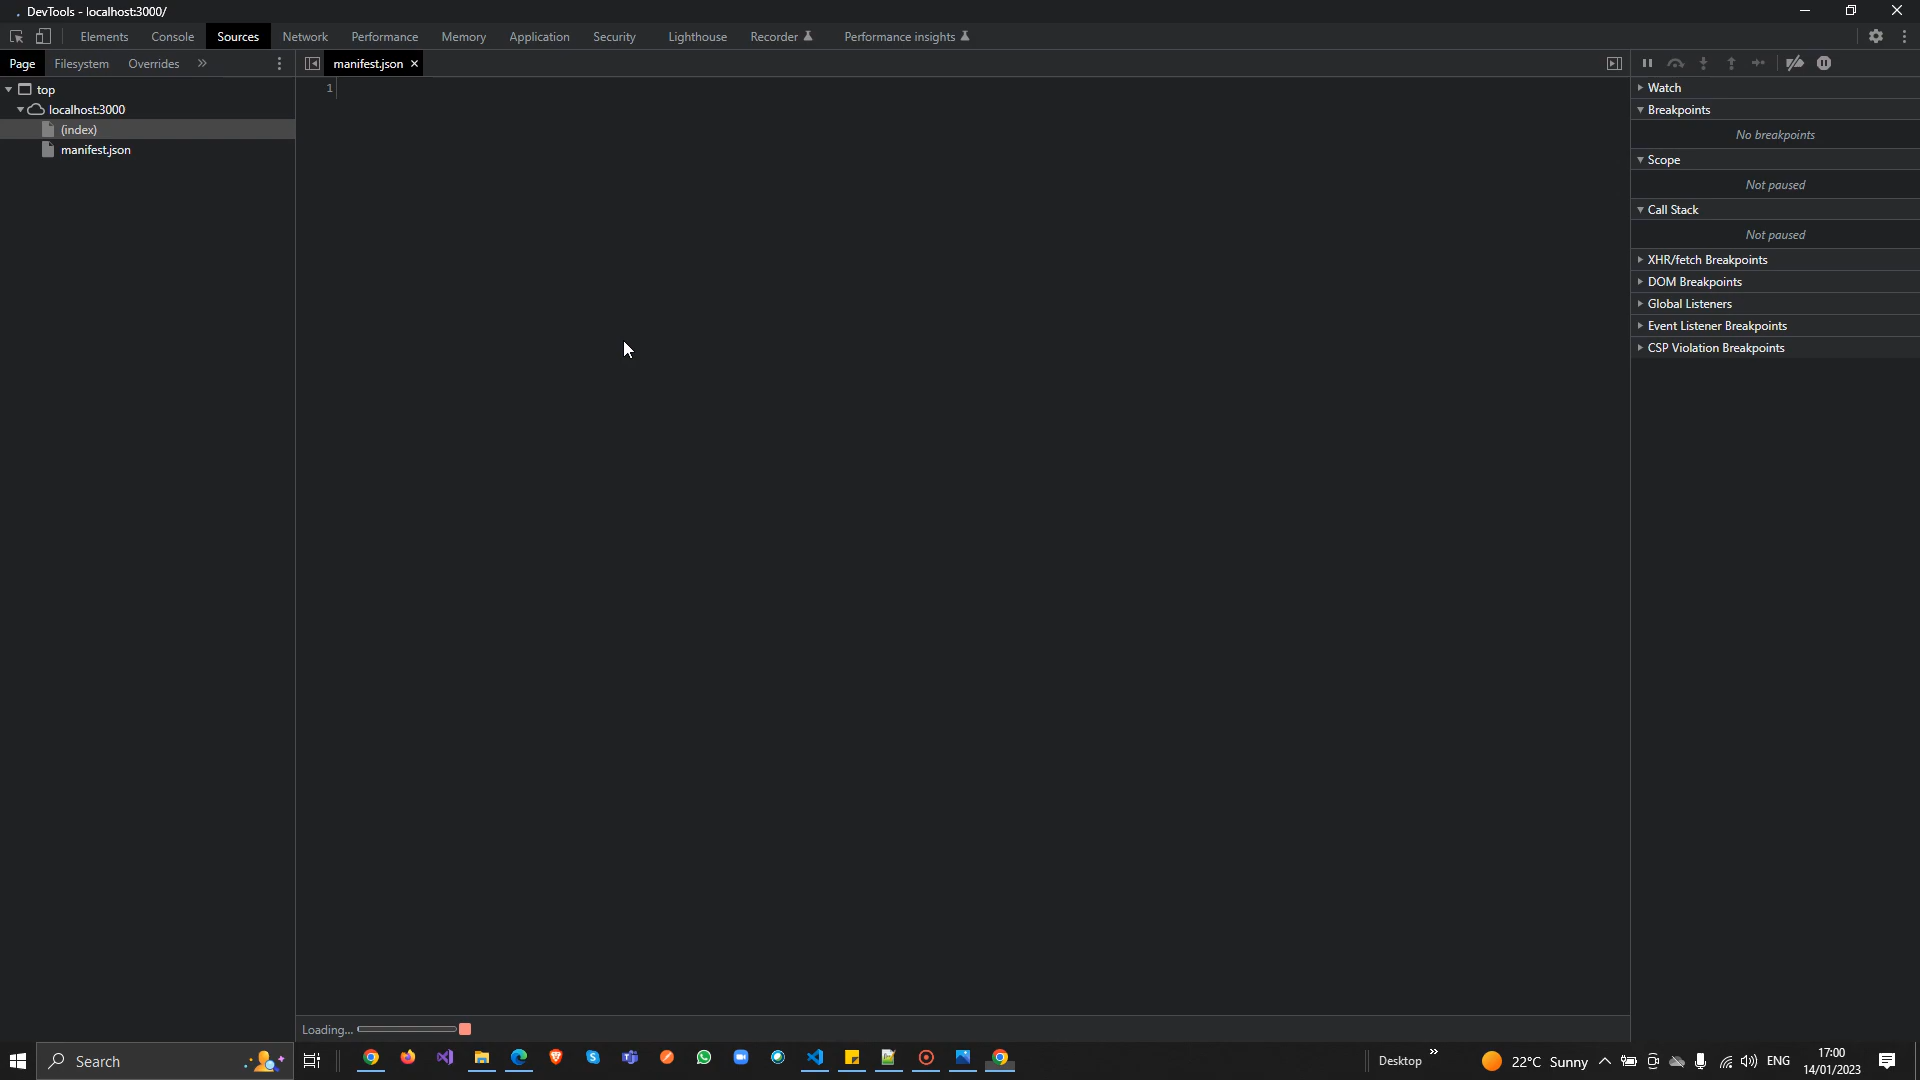 DevTools - localhost:3000/
Elements Console Sources Network Performance Memory Application Security Lighthouse Recorder Performance insights
Page Filesystem Overrides
manifest.json
top
localhost:3000
(index)
manifest.json
1
Watch
Breakpoints
No breakpoints
Scope
Not paused
Call Stack
Not paused
XHR/fetch Breakpoints
DOM Breakpoints
Global Listeners
Event Listener Breakpoints
CSP Violation Breakpoints
Loading...
Search
Desktop
22°C Sunny
ENG
17:00
14/01/2023